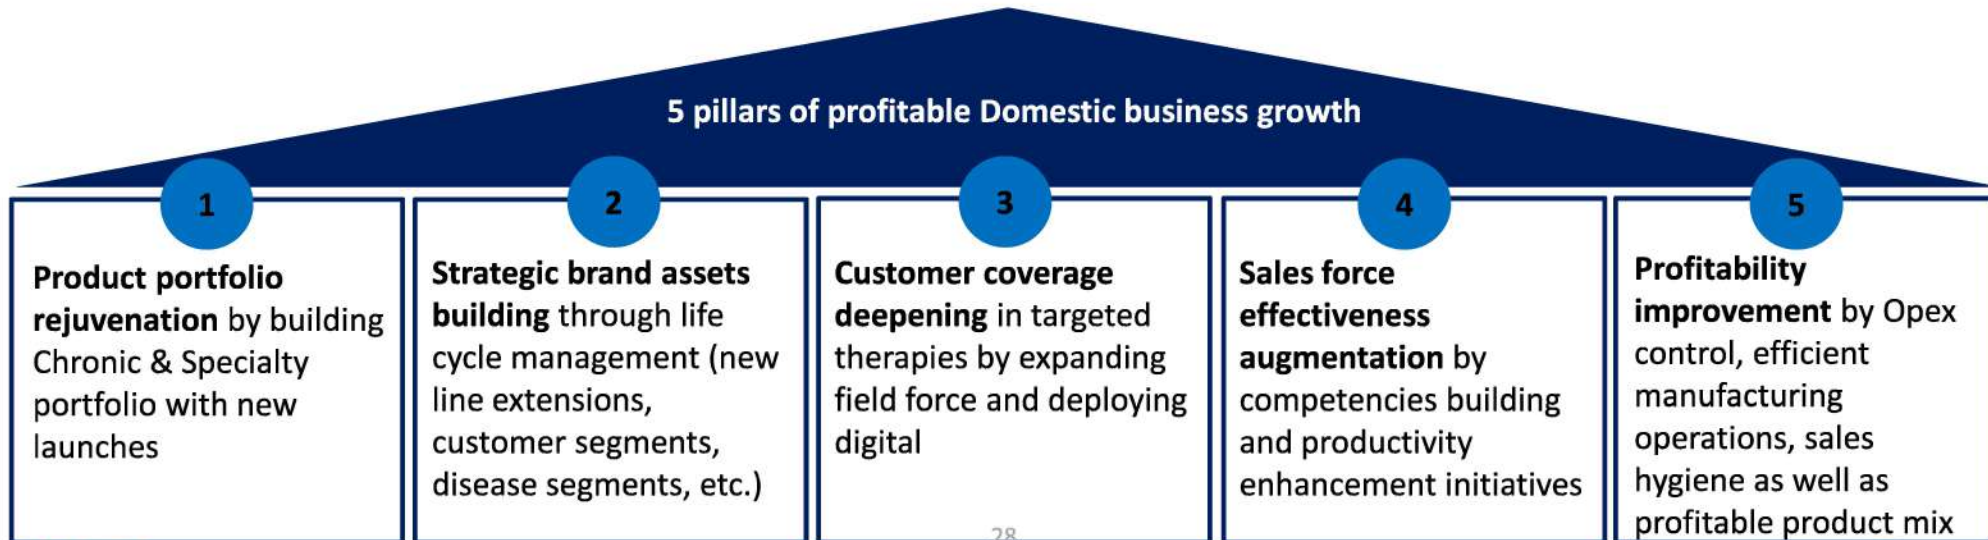 5 pillars of profitable Domestic business growth
1
Product portfolio
rejuvenation by building
Chronic & Specialty
portfolio with new
launches
2
Strategic brand assets
building through life
cycle management (new
line extensions,
customer segments,
disease segments, etc.)
3
Customer coverage
deepening in targeted
therapies by expanding
field force and deploying
digital
4
Sales force
effectiveness
augmentation by
competencies building
and productivity
enhancement initiatives
5
Profitability
improvement by Opex
control, efficient
manufacturing
operations, sales
hygiene as well as
profitable product mix
28